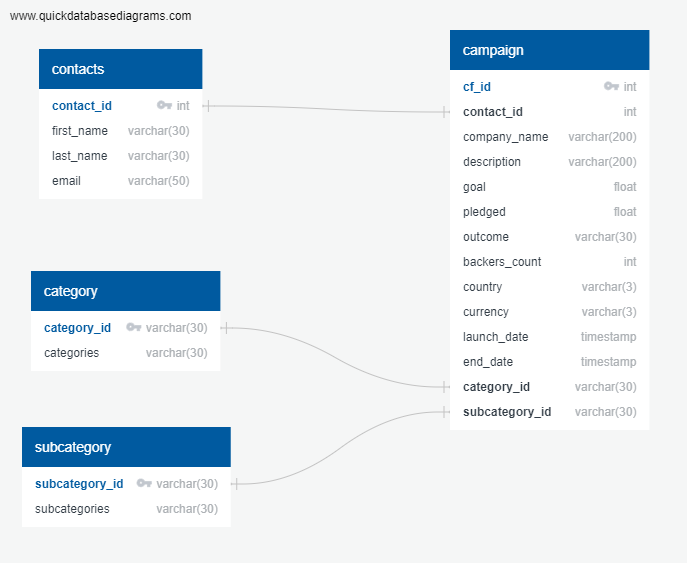 www.quickdatabasediagrams.com
contacts
contact_id int
first_name varchar(30)
last_name varchar(30)
email varchar(50)
category
category_id varchar(30)
categories varchar(30)
subcategory
subcategory_id varchar(30)
subcategories varchar(30)
campaign
cf_id int
contact_id int
company_name varchar(200)
description varchar(200)
goal float
pledged float
outcome varchar(30)
backers_count int
country varchar(3)
currency varchar(3)
launch_date timestamp
end_date timestamp
category_id varchar(30)
subcategory_id varchar(30)